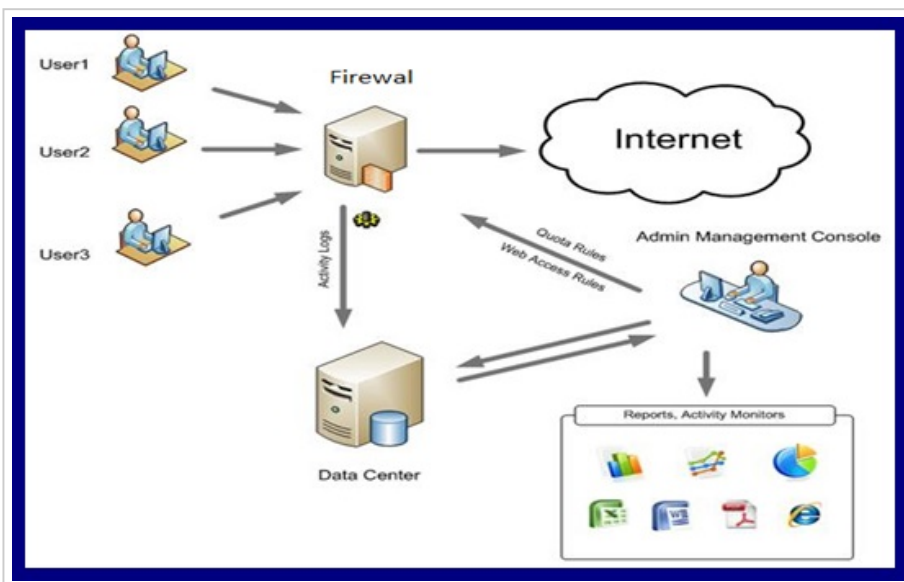 User1
Firewal
User2
Internet
User3
Activity Logs
Quota Rules
Web Access Rules
Admin Management Console
Data Center
Reports, Activity Monitors